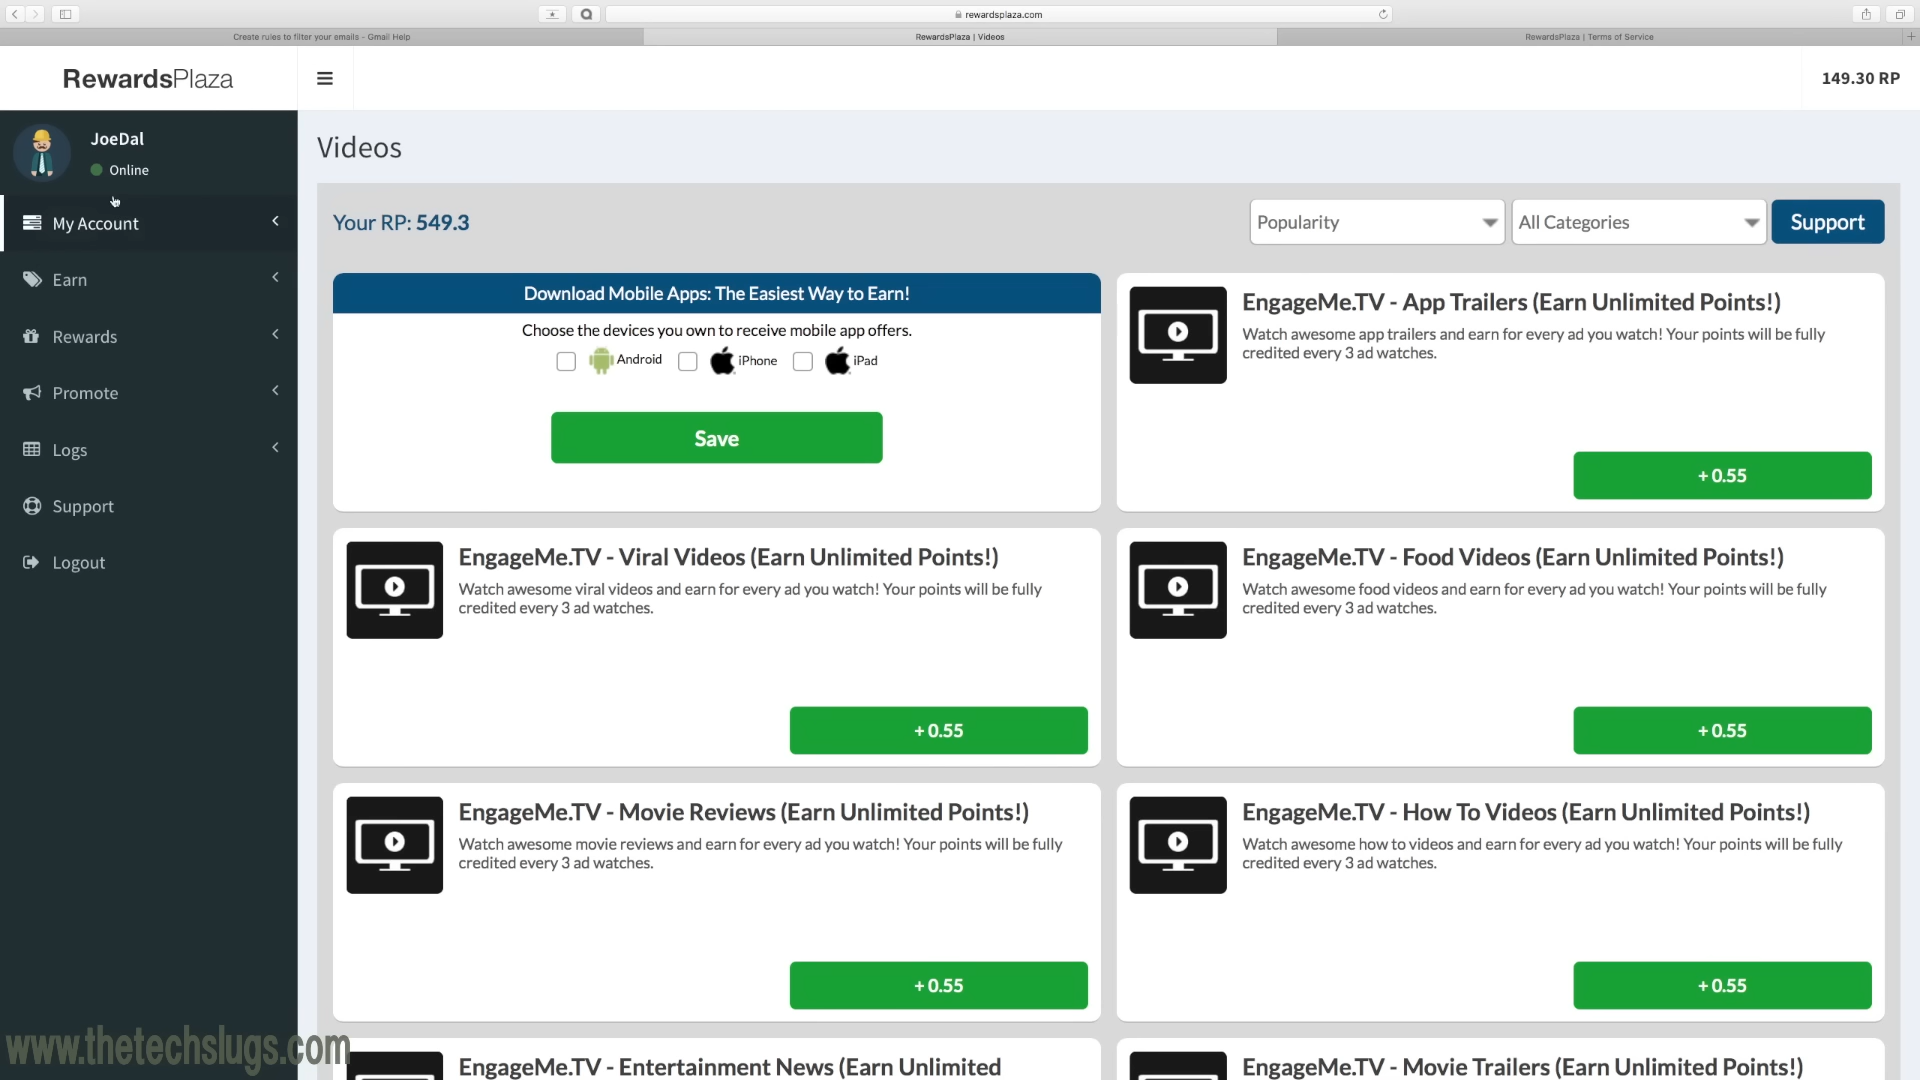 rewardsplaza.com
Create rules to filter your emails - Gmail Help
RewardsPlaza | Videos
RewardsPlaza | Terms of Service
RewardsPlaza
149.30 RP
JoeDal
Online
My Account
Earn
Rewards
Promote
Logs
Support
Logout
Videos
Your RP: 549.3
Popularity
All Categories
Support
Download Mobile Apps: The Easiest Way to Earn!
Choose the devices you own to receive mobile app offers.
Android
iPhone
iPad
Save
EngageMe.TV - App Trailers (Earn Unlimited Points!)
Watch awesome app trailers and earn for every ad you watch! Your points will be fully
credited every 3 ad watches.
+ 0.55
EngageMe.TV - Viral Videos (Earn Unlimited Points!)
Watch awesome viral videos and earn for every ad you watch! Your points will be fully
credited every 3 ad watches.
+ 0.55
EngageMe.TV - Food Videos (Earn Unlimited Points!)
Watch awesome food videos and earn for every ad you watch! Your points will be fully
credited every 3 ad watches.
+ 0.55
EngageMe.TV - Movie Reviews (Earn Unlimited Points!)
Watch awesome movie reviews and earn for every ad you watch! Your points will be fully
credited every 3 ad watches.
+ 0.55
EngageMe.TV - How To Videos (Earn Unlimited Points!)
Watch awesome how to videos and earn for every ad you watch! Your points will be fully
credited every 3 ad watches.
+ 0.55
EngageMe.TV - Entertainment News (Earn Unlimited
EngageMe.TV - Movie Trailers (Earn Unlimited Points!)
www.thetechslugs.com